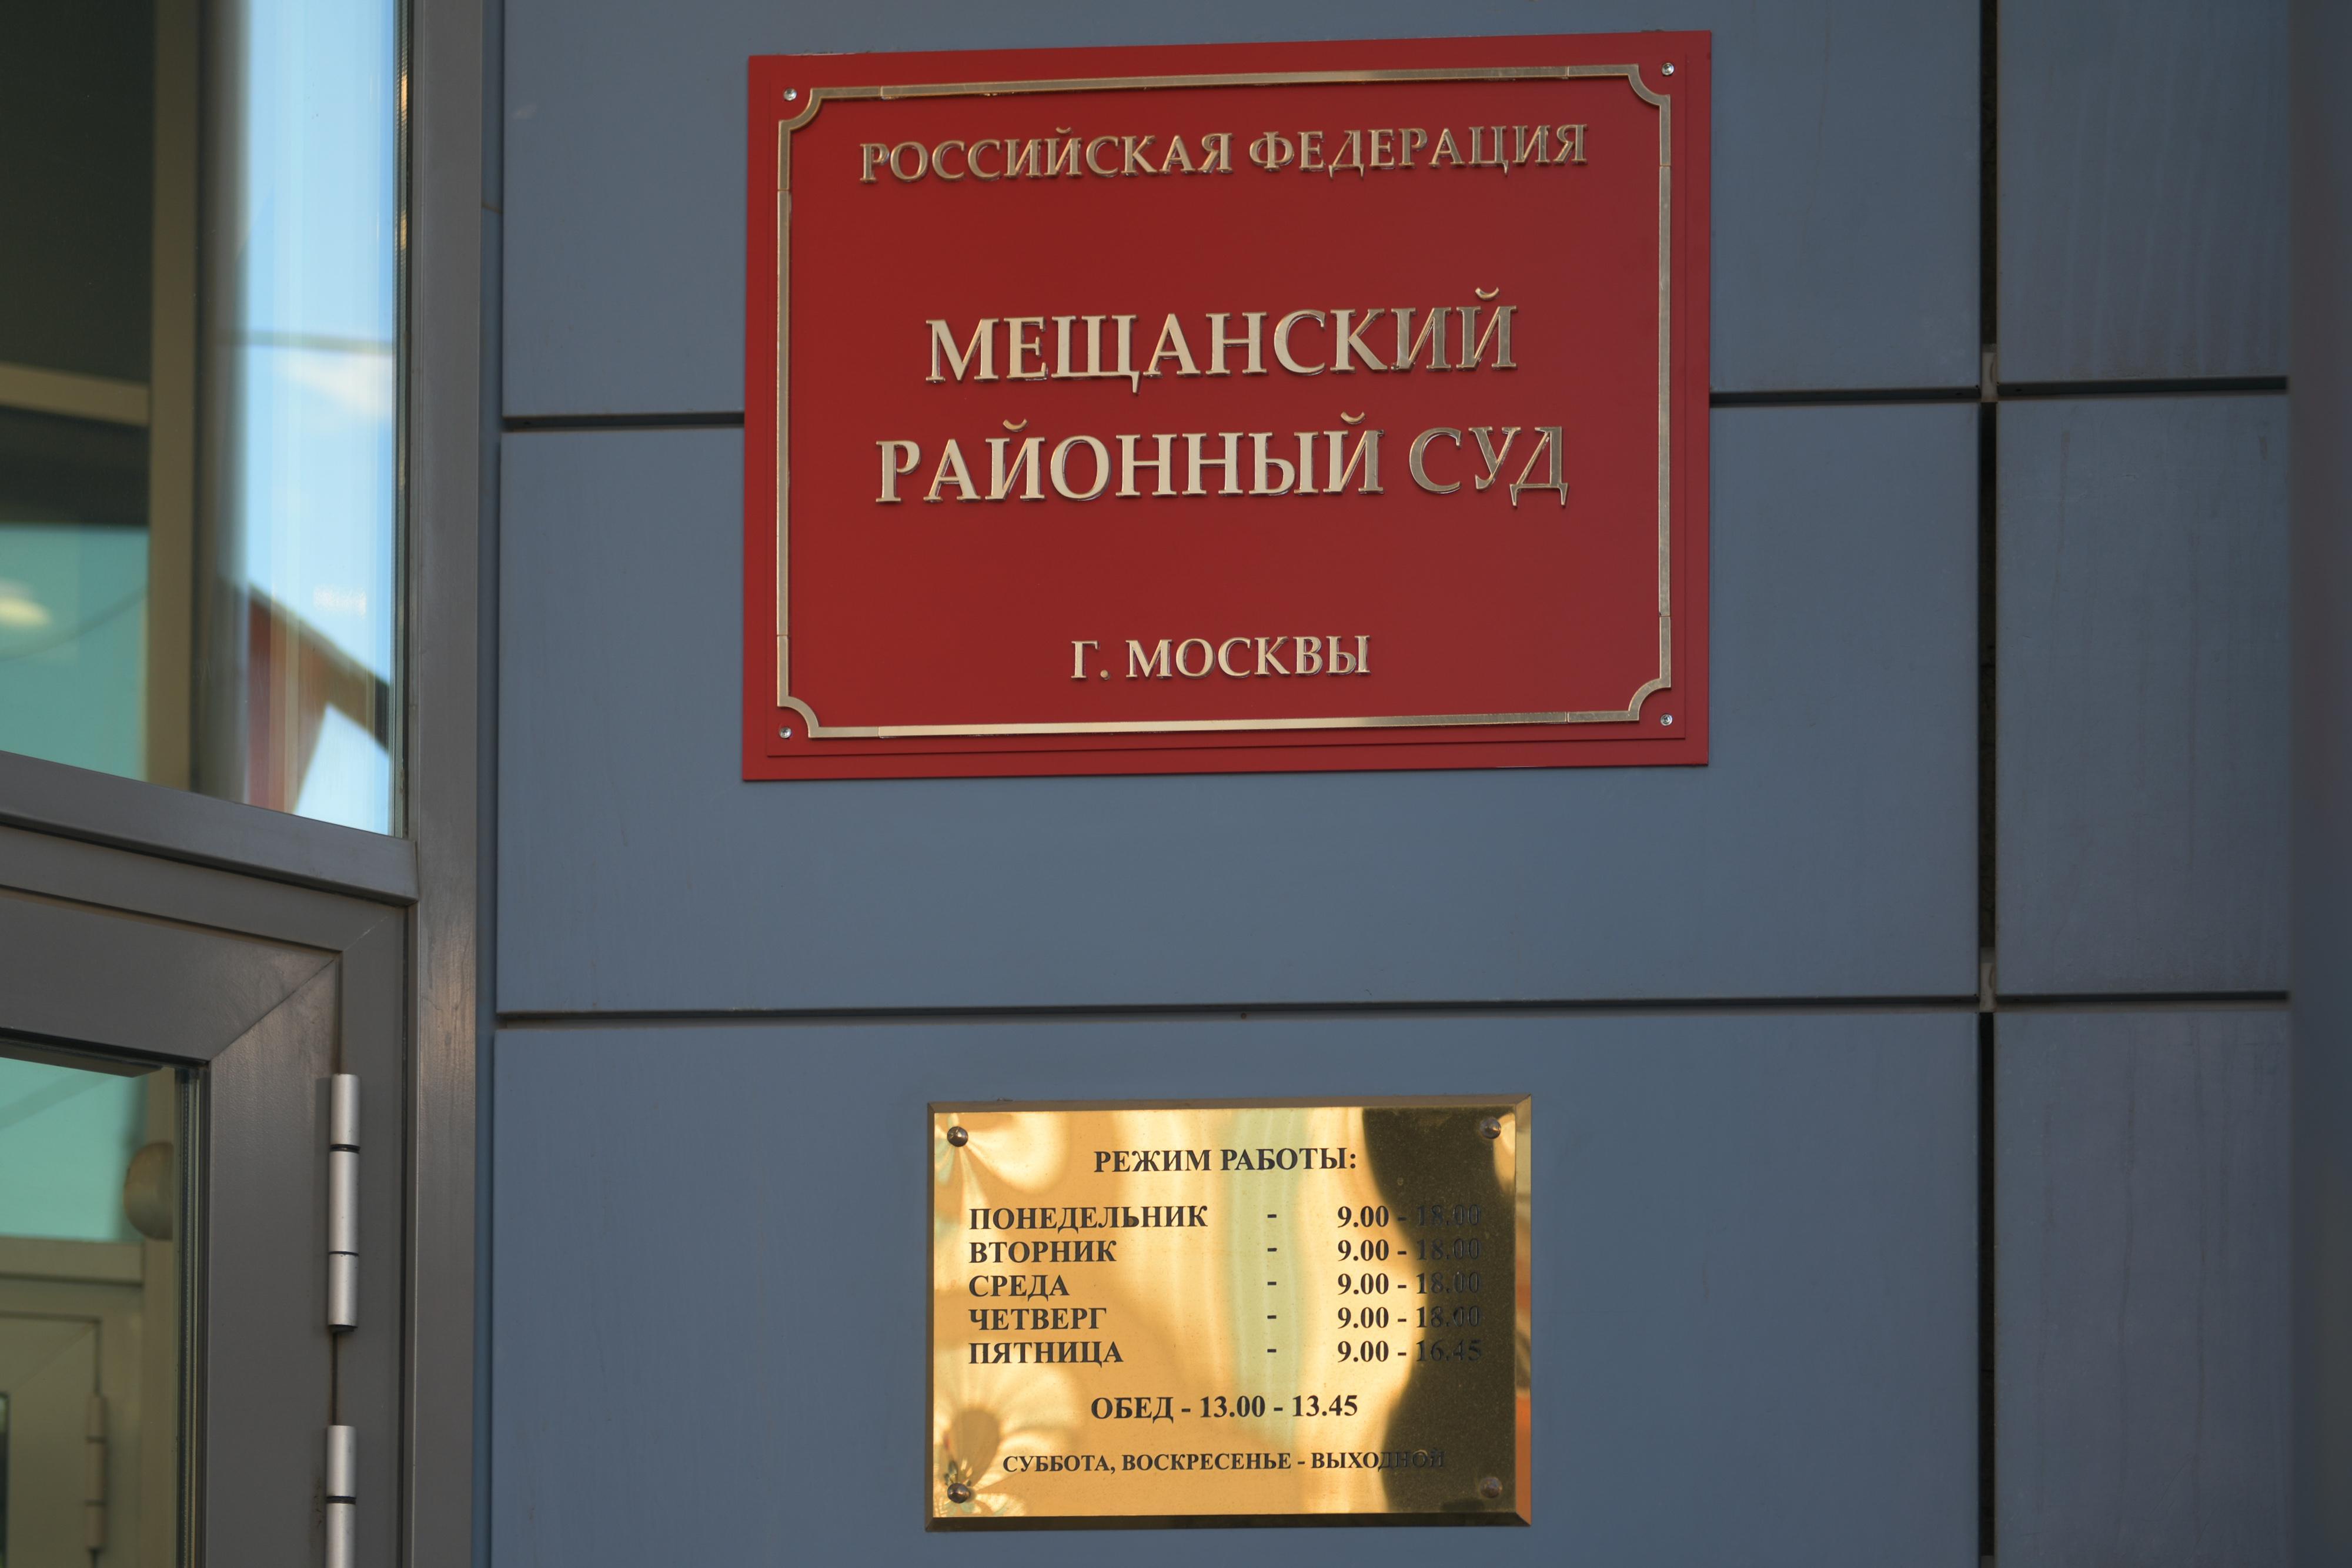 РОССИЙСКАЯ ФЕДЕРАЦИЯ
МЕЩАНСКИЙ
РАЙОННЫЙ СУД
Г. МОСКВЫ
РЕЖИМ РАБОТЫ:
ПОНЕДЕЛЬНИК - 9.00 - 18.00
ВТОРНИК - 9.00 - 18.00
СРЕДА - 9.00 - 18.00
ЧЕТВЕРГ - 9.00 - 18.00
ПЯТНИЦА - 9.00 - 16.45
ОБЕД - 13.00 - 13.45
СУББОТА, ВОСКРЕСЕНЬЕ - ВЫХОДНОЙ